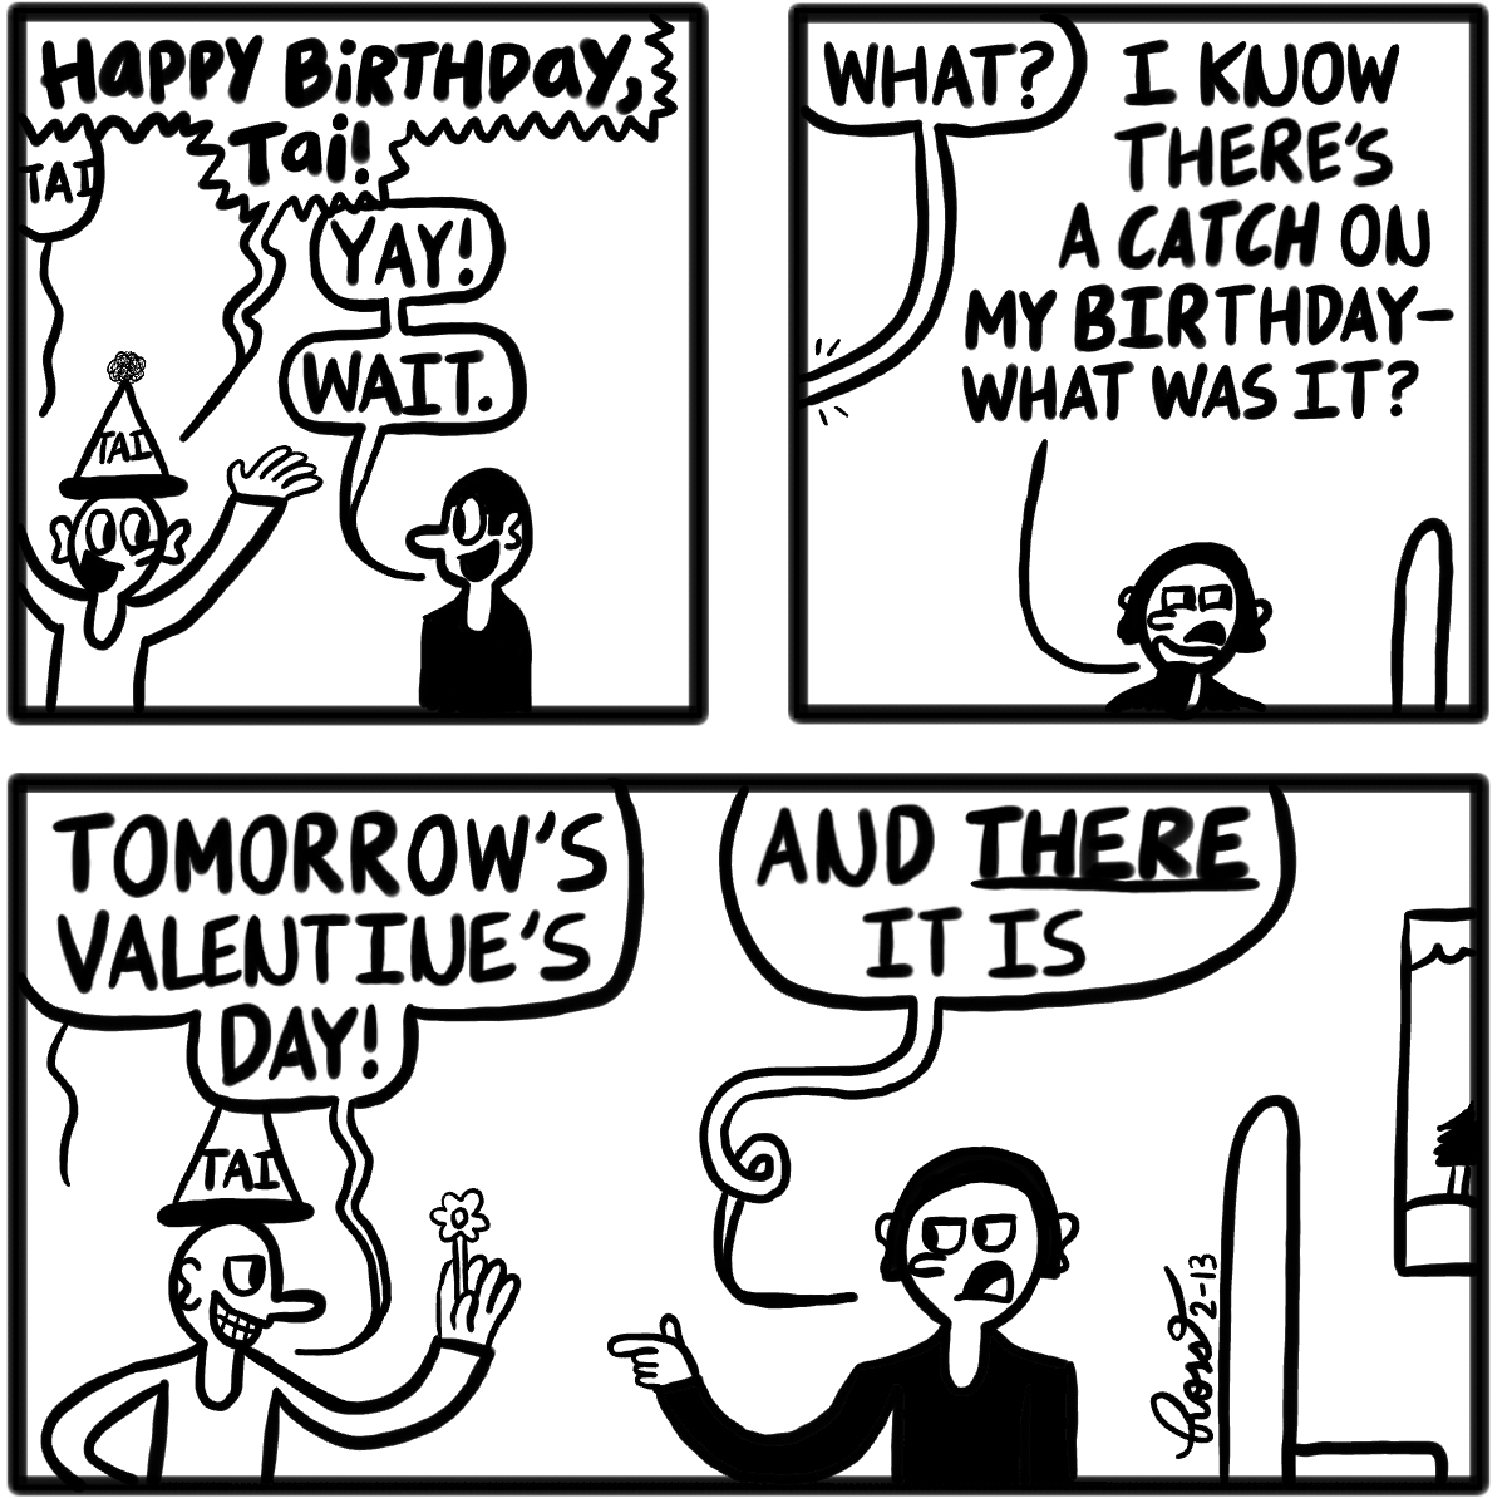 HAPPY BIRTHDAY,
TAI!
TAI
YAY!
WAIT.
TAI
WHAT?
I KNOW
THERE'S
A CATCH ON
MY BIRTHDAY-
WHAT WAS IT?
TOMORROW'S
VALENTINE'S
DAY!
AND THERE
IT IS
TAI
Ross 2-13